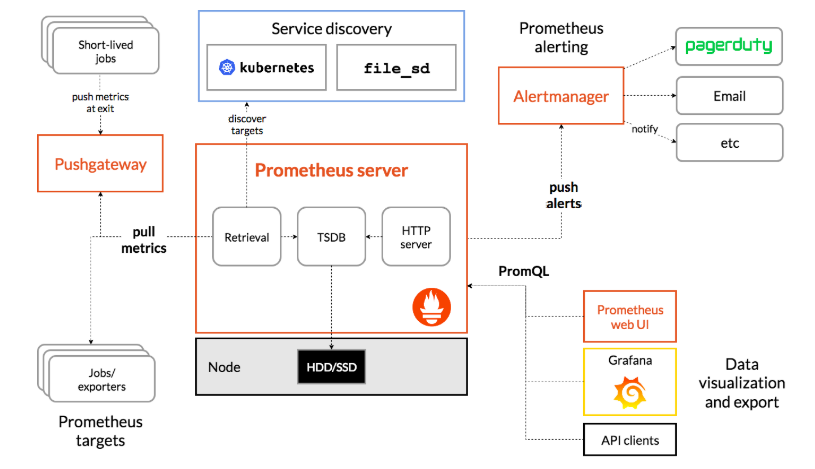 Short-lived
jobs
push metrics
at exit
Pushgateway
pull
metrics
Jobs/
exporters
Prometheus
targets
Service discovery
kubernetes
file_sd
discover
targets
Prometheus server
Retrieval
TSDB
HTTP
server
Node
HDD/SSD
Prometheus
alerting
Alertmanager
pagerduty
Email
etc
notify
push
alerts
PromQL
Prometheus
web UI
Grafana
API clients
Data
visualization
and export